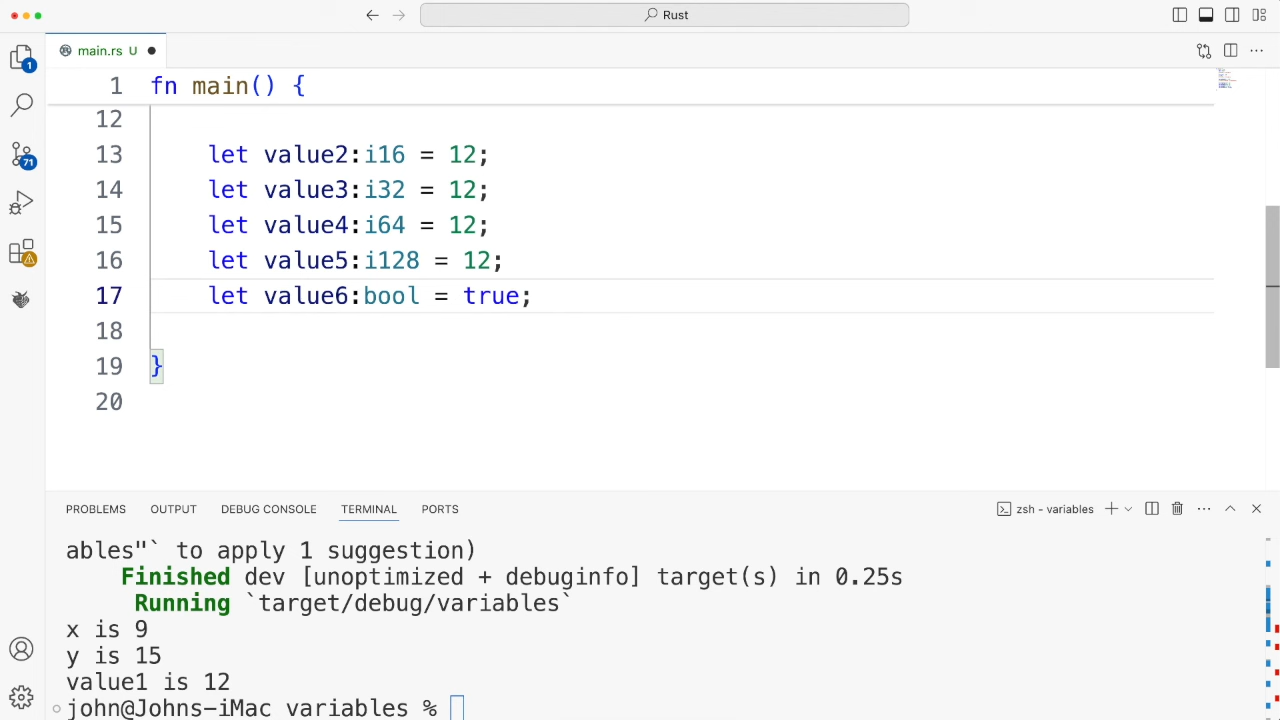 Rust
main.rs U
1 fn main() {
12
13 let value2:i16 = 12;
14 let value3:i32 = 12;
15 let value4:i64 = 12;
16 let value5:i128 = 12;
17 let value6:bool = true;
18
19 }
20
1
71
PROBLEMS OUTPUT DEBUG CONSOLE TERMINAL PORTS zsh - variables
ables"` to apply 1 suggestion)
Finished dev [unoptimized + debuginfo] target(s) in 0.25s
Running `target/debug/variables`
x is 9
y is 15
value1 is 12
john@Johns-iMac variables %